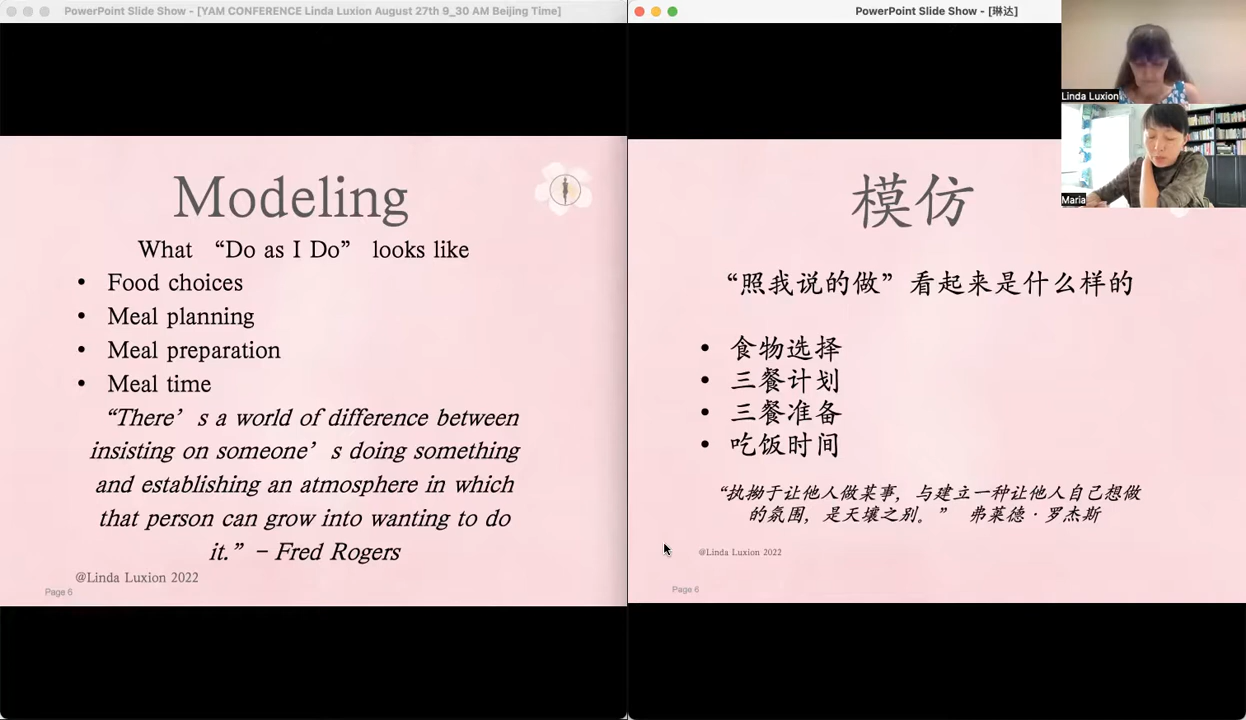 PowerPoint Slide Show - [YAM CONFERENCE Linda Luxion August 27th 9_30 AM Beijing Time]
Modeling
What “Do as I Do” looks like
• Food choices
• Meal planning
• Meal preparation
• Meal time
“There’s a world of difference between
insisting on someone’s doing something
and establishing an atmosphere in which
that person can grow into wanting to do
it.” – Fred Rogers
@Linda Luxion 2022
Page 6
PowerPoint Slide Show - [琳达]
模仿
“照我说的做”看起来是什么样的
• 食物选择
• 三餐计划
• 三餐准备
• 吃饭时间
“执拗于让他人做某事，与建立一种让他人自己想做
的氛围，是天壤之别。” 弗莱德·罗杰斯
@Linda Luxion 2022
Page 6
Linda Luxion
Maria